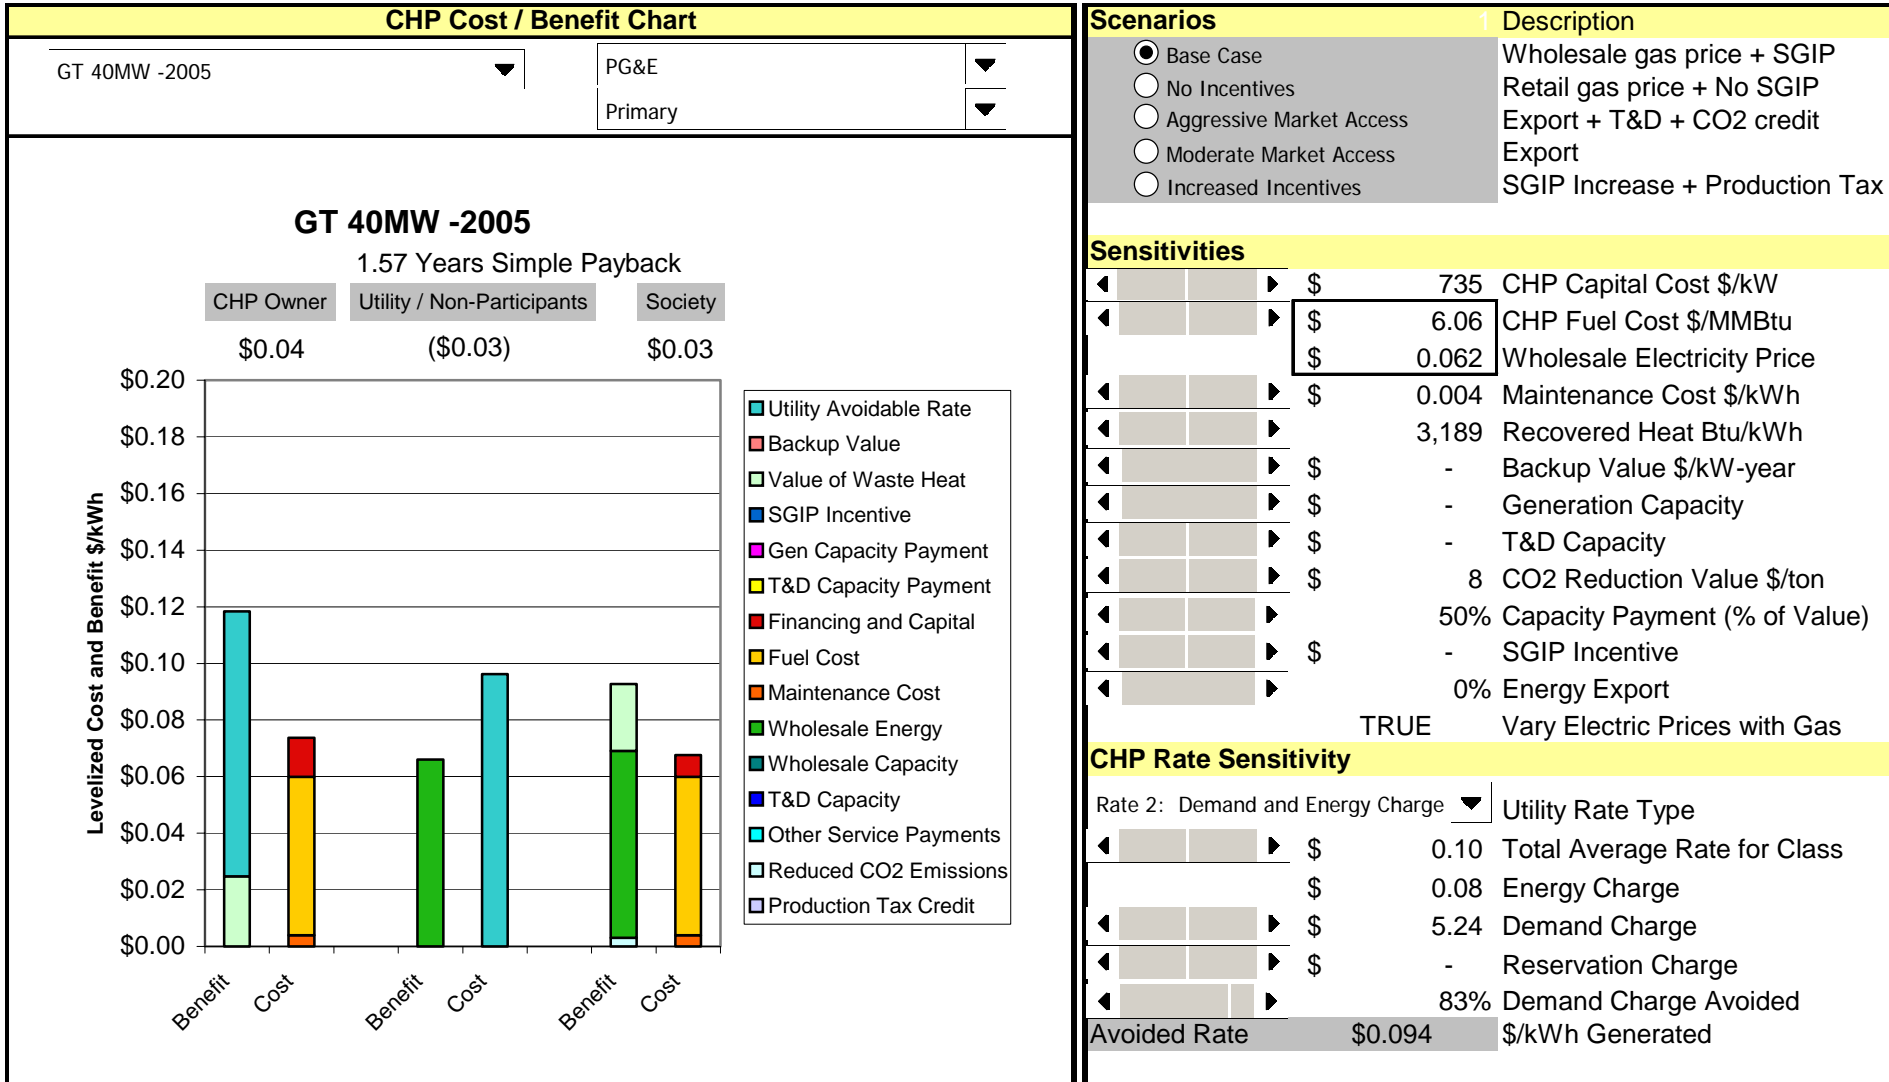 CHP Cost / Benefit Chart
GT 40MW -2005
PG&E
Primary
GT 40MW -2005
1.57 Years Simple Payback
CHP Owner Utility / Non-Participants Society
$0.04 ($0.03) $0.03
Levelized Cost and Benefit $/kWh
$0.20
$0.18
$0.16
$0.14
$0.12
$0.10
$0.08
$0.06
$0.04
$0.02
$0.00
Benefit Cost Benefit Cost Benefit Cost
Utility Avoidable Rate
Backup Value
Value of Waste Heat
SGIP Incentive
Gen Capacity Payment
T&D Capacity Payment
Financing and Capital
Fuel Cost
Maintenance Cost
Wholesale Energy
Wholesale Capacity
T&D Capacity
Other Service Payments
Reduced CO2 Emissions
Production Tax Credit
Scenarios 1 Description
Base Case Wholesale gas price + SGIP
No Incentives Retail gas price + No SGIP
Aggressive Market Access Export + T&D + CO2 credit
Moderate Market Access Export
Increased Incentives SGIP Increase + Production Tax
Sensitivities
$ 735 CHP Capital Cost $/kW
$ 6.06 CHP Fuel Cost $/MMBtu
$ 0.062 Wholesale Electricity Price
$ 0.004 Maintenance Cost $/kWh
3,189 Recovered Heat Btu/kWh
$ - Backup Value $/kW-year
$ - Generation Capacity
$ - T&D Capacity
$ 8 CO2 Reduction Value $/ton
50% Capacity Payment (% of Value)
$ - SGIP Incentive
0% Energy Export
TRUE Vary Electric Prices with Gas
CHP Rate Sensitivity
Rate 2: Demand and Energy Charge Utility Rate Type
$ 0.10 Total Average Rate for Class
$ 0.08 Energy Charge
$ 5.24 Demand Charge
$ - Reservation Charge
83% Demand Charge Avoided
Avoided Rate $0.094 $/kWh Generated